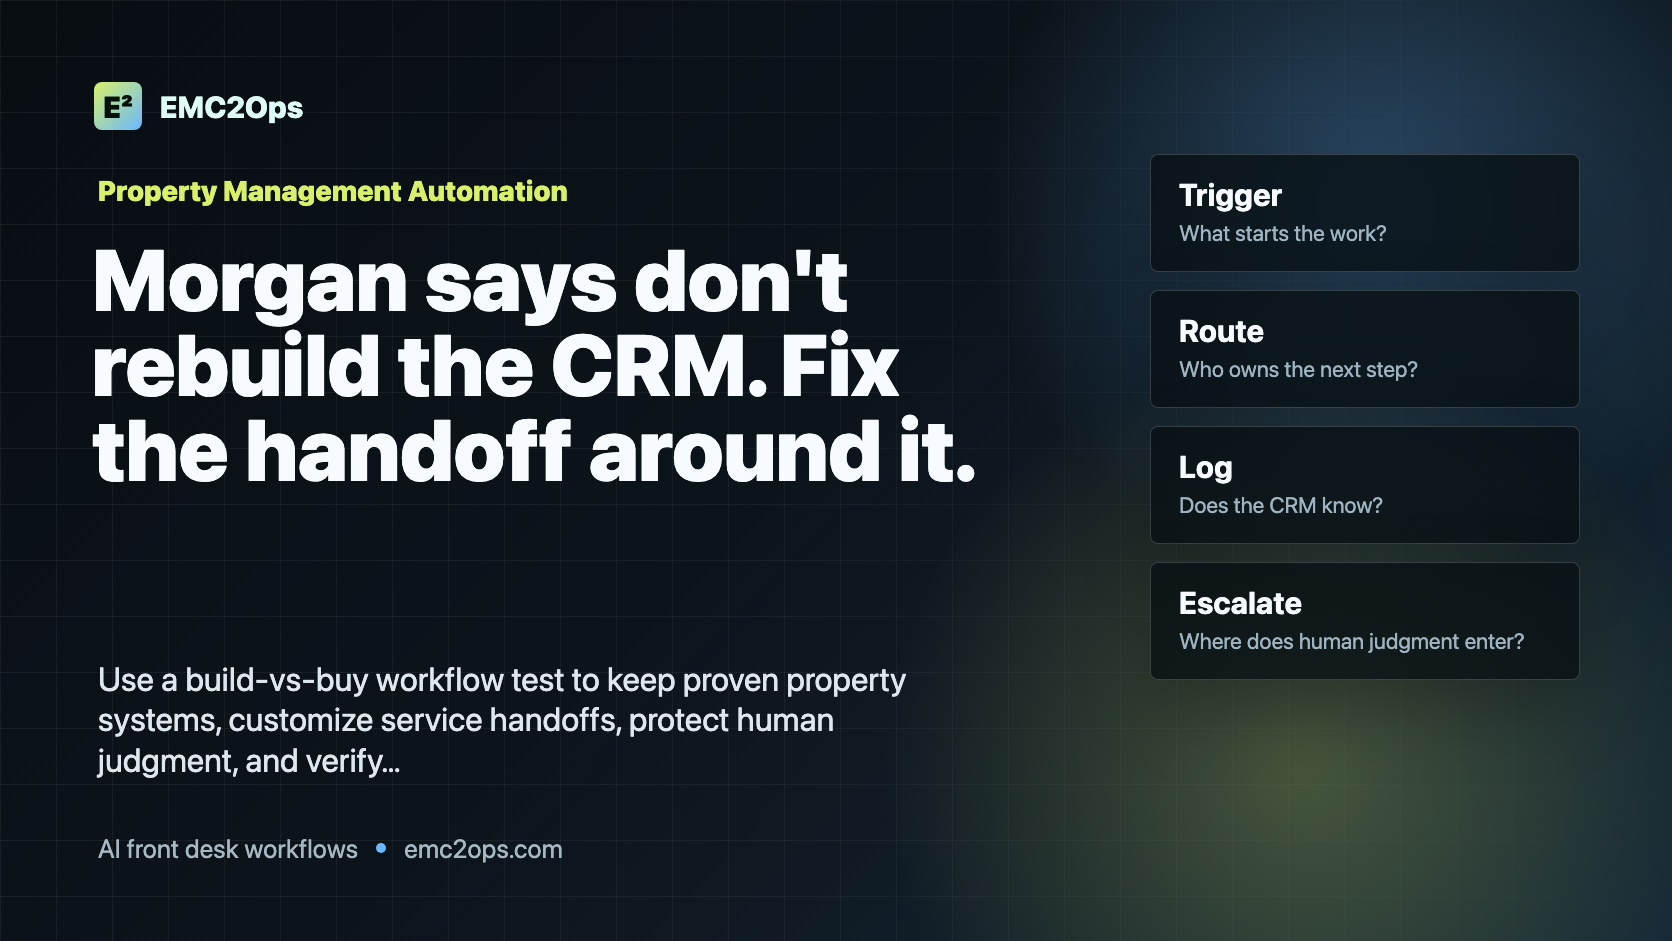 E²
EMC2Ops
Property Management Automation
Morgan says don't
rebuild the CRM. Fix
the handoff around it.
Use a build-vs-buy workflow test to keep proven property
systems, customize service handoffs, protect human
judgment, and verify...
AI front desk workflows • emc2ops.com
Trigger
What starts the work?
Route
Who owns the next step?
Log
Does the CRM know?
Escalate
Where does human judgment enter?